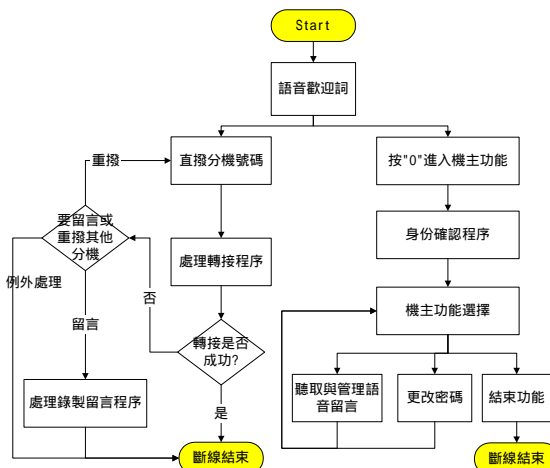 Start
語音歡迎詞
重撥
直撥分機號碼
按"0"進入機主功能
要留言或
重撥其他
分機
身份確認程序
例外處理
處理轉接程序
否
機主功能選擇
留言
轉接是否
成功?
聽取與管理語
音留言
更改密碼
結束功能
處理錄製留言程序
是
斷線結束
斷線結束